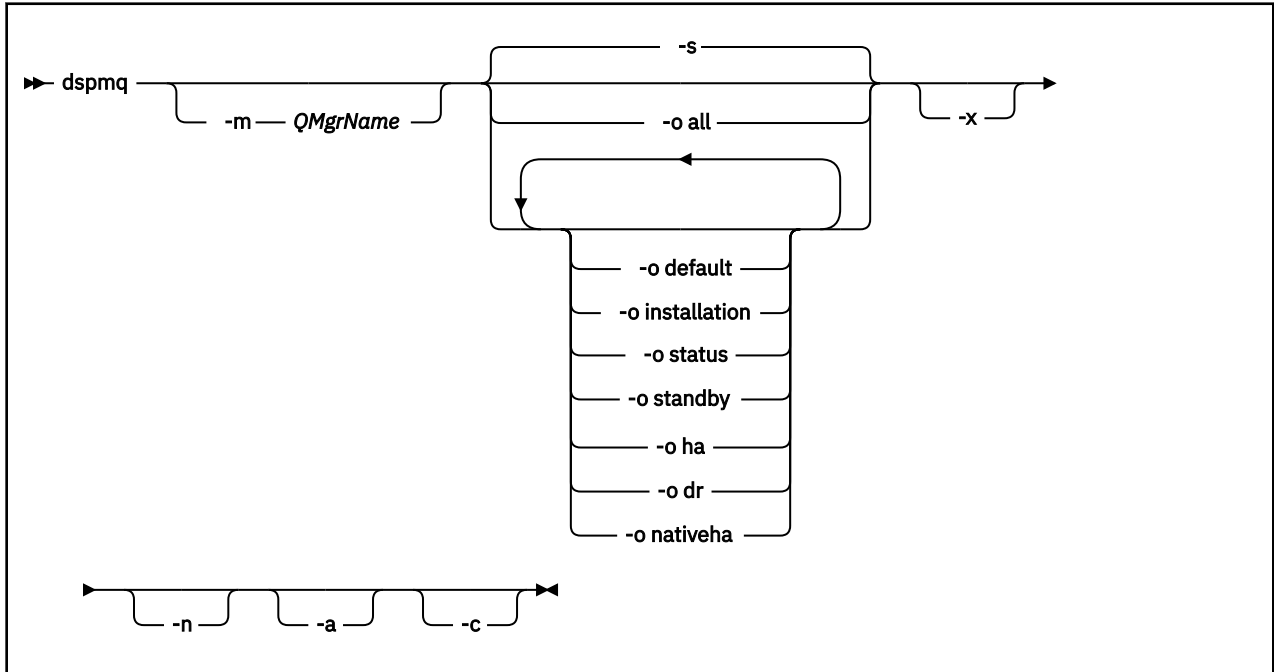 -s
dspmq
-m QMgrName
-o all
-x
-o default
-o installation
-o status
-o standby
-o ha
-o dr
-o nativeha
-n -a -c